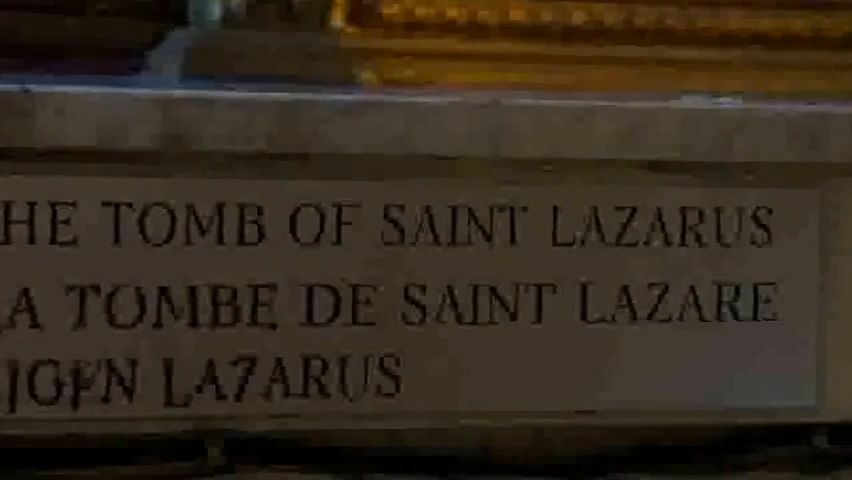 HE TOMB OF SAINT LAZARUS
A TOMBE DE SAINT LAZARE
LAZARUS